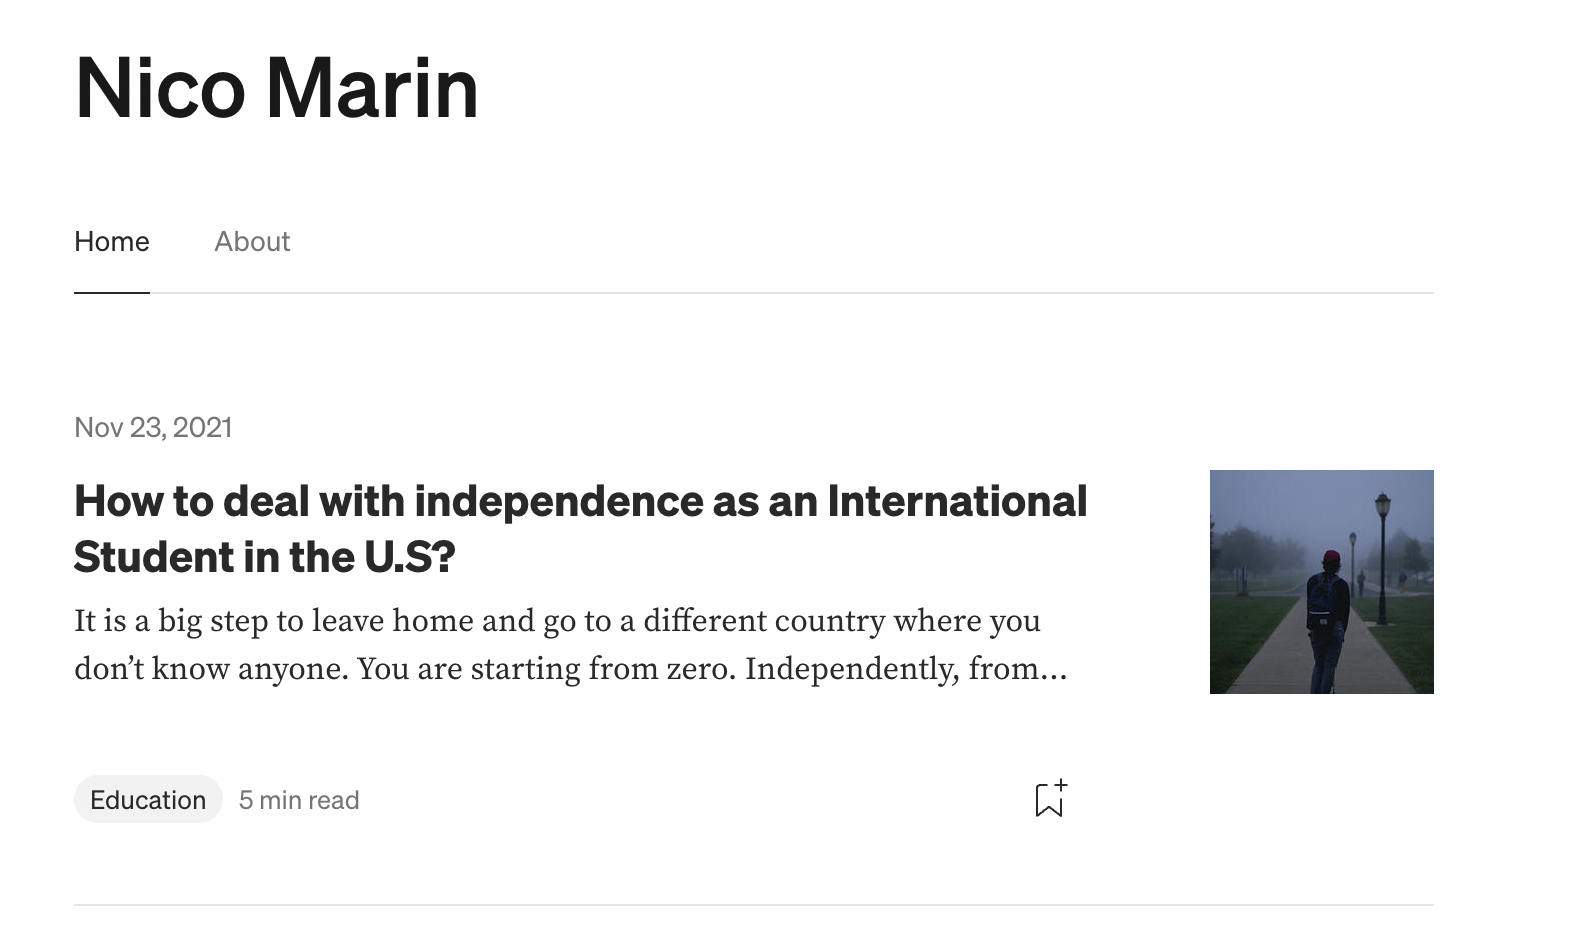 Nico Marin
Home About
Nov 23, 2021
How to deal with independence as an International
Student in the U.S?
It is a big step to leave home and go to a different country where you
don’t know anyone. You are starting from zero. Independently, from…
Education 5 min read